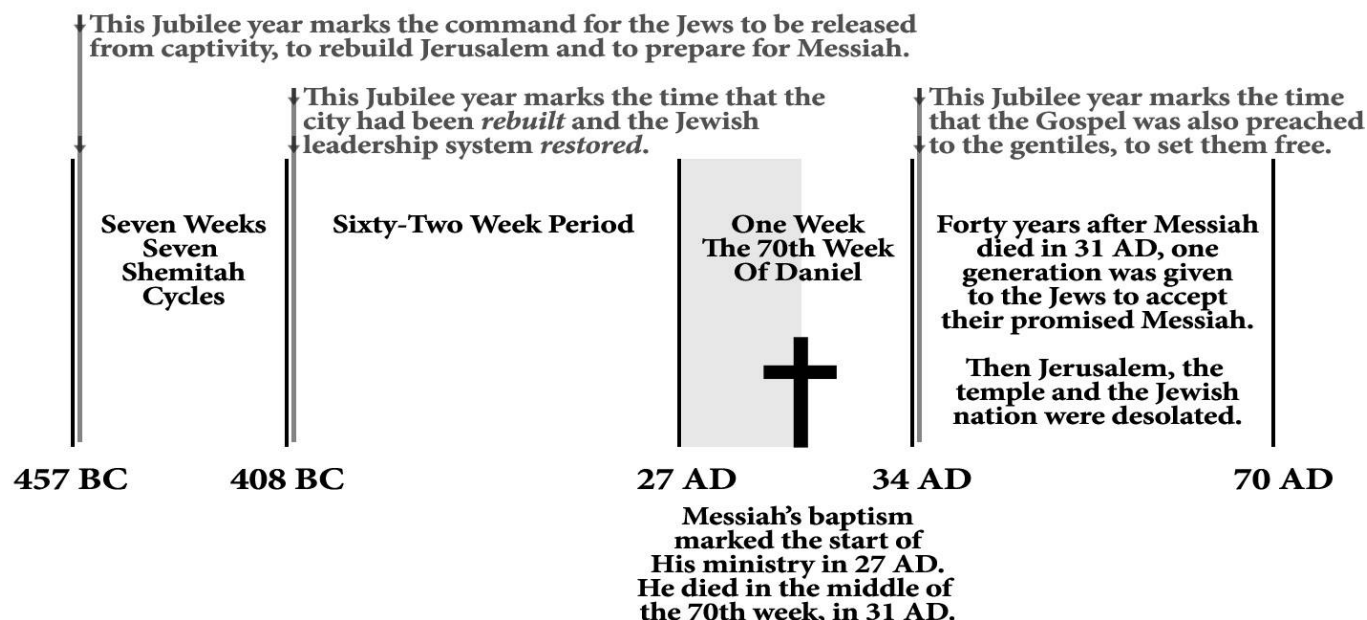 This Jubilee year marks the command for the Jews to be released
from captivity, to rebuild Jerusalem and to prepare for Messiah.
This Jubilee year marks the time that the
city had been rebuilt and the Jewish
leadership system restored.
This Jubilee year marks the time
that the Gospel was also preached
to the gentiles, to set them free.
Seven Weeks
Seven
Shemitah
Cycles
Sixty-Two Week Period
One Week
The 70th Week
Of Daniel
Forty years after Messiah
died in 31 AD, one
generation was given
to the Jews to accept
their promised Messiah.
Then Jerusalem, the
temple and the Jewish
nation were desolated.
457 BC
408 BC
27 AD
34 AD
70 AD
Messiah's baptism
marked the start of
His ministry in 27 AD.
He died in the middle of
the 70th week, in 31 AD.